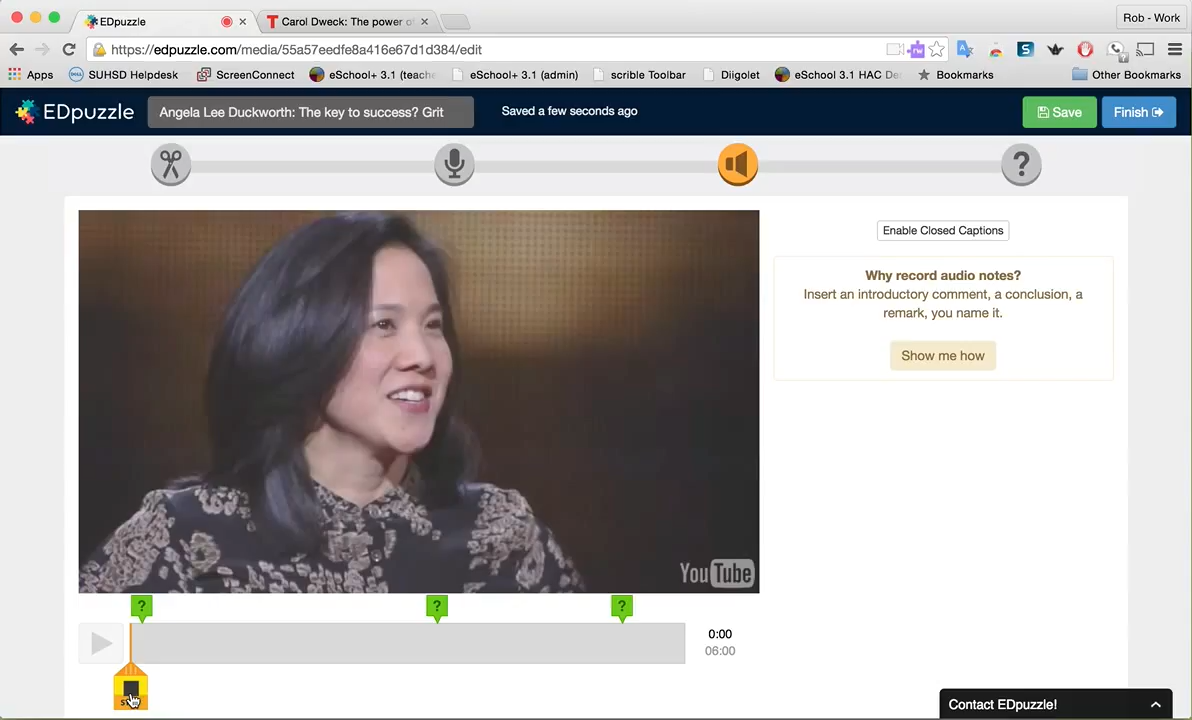 EDpuzzle
Carol Dweck: The power of
Rob - Work
https://edpuzzle.com/media/55a57eedfe8a416e67d1d384/edit
Apps
SUHSD Helpdesk
ScreenConnect
eSchool+ 3.1 (teache
eSchool+ 3.1 (admin)
scrible Toolbar
Diigolet
eSchool 3.1 HAC De
Bookmarks
Other Bookmarks
EDpuzzle
Angela Lee Duckworth: The key to success? Grit
Saved a few seconds ago
Save
Finish
?
Enable Closed Captions
Why record audio notes?
Insert an introductory comment, a conclusion, a
remark, you name it.
Show me how
YouTube
? ? ?
0:00
06:00
Contact EDpuzzle!